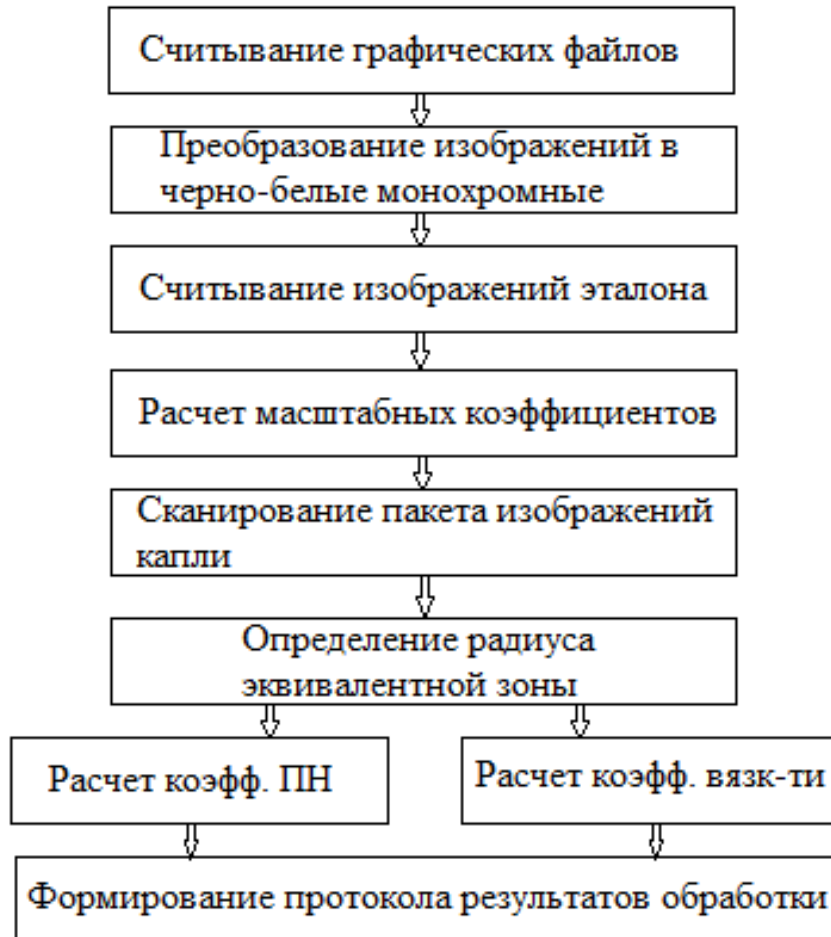 Считывание графических файлов
Преобразование изображений в
черно-белые монохромные
Считывание изображений эталона
Расчет масштабных коэффициентов
Сканирование пакета изображений
капли
Определение радиуса
эквивалентной зоны
Расчет коэфф. ПН
Расчет коэфф. вязк-ти
Формирование протокола результатов обработки